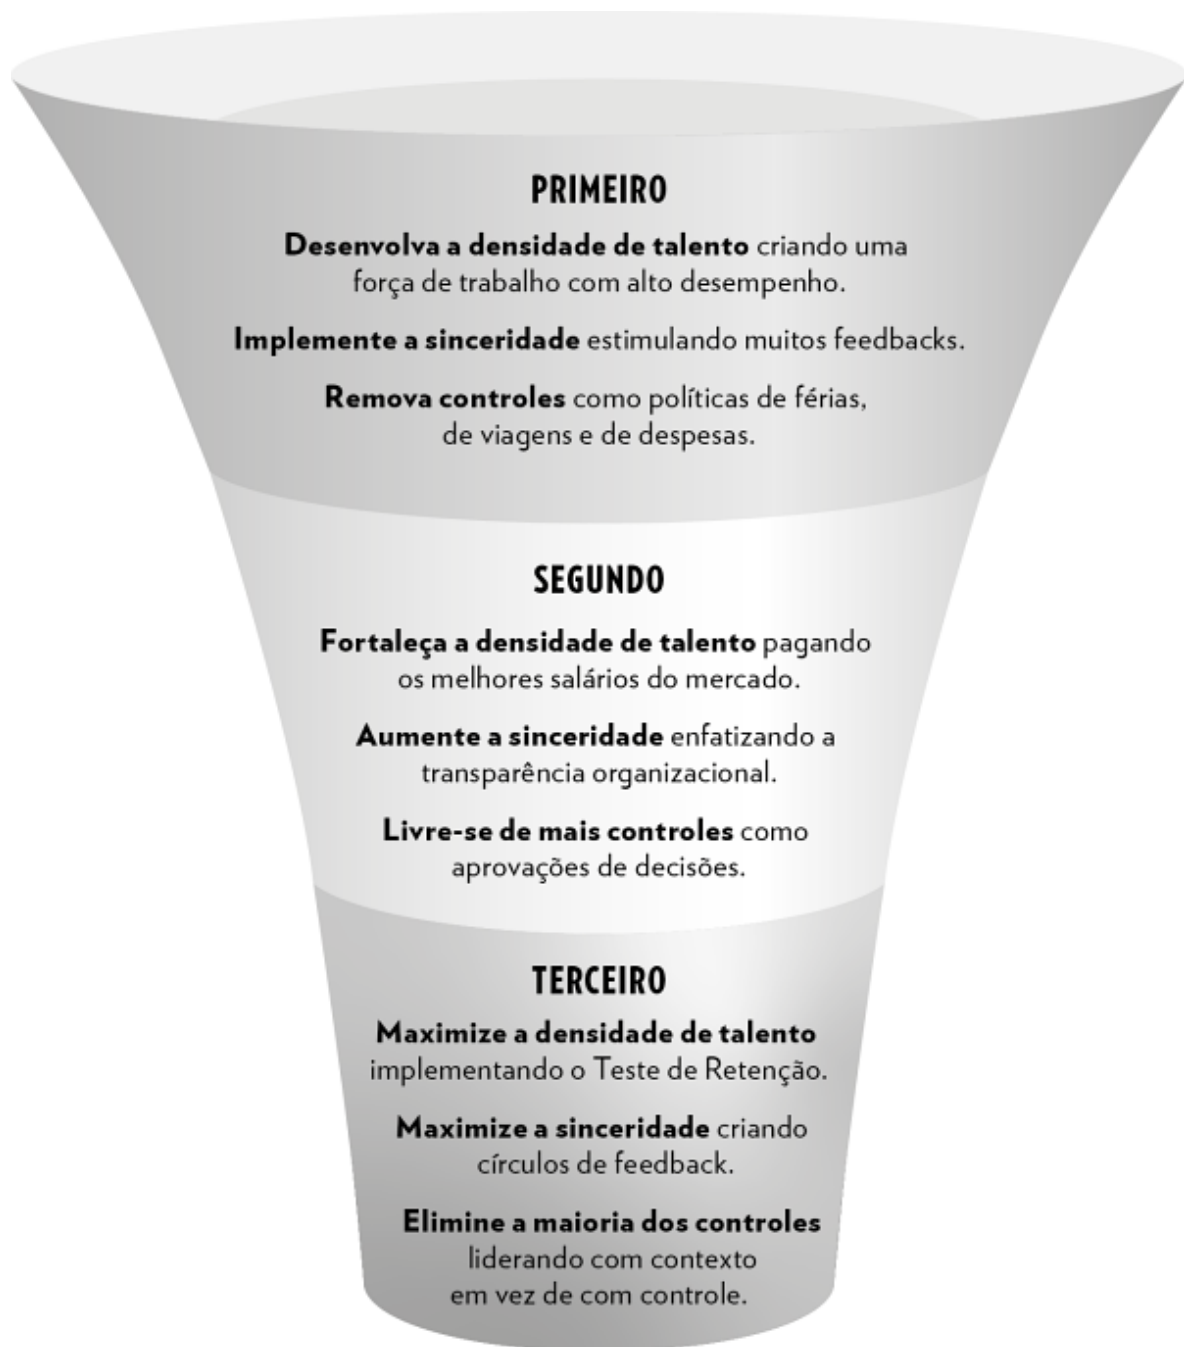 PRIMEIRO
Desenvolva a densidade de talento criando uma
força de trabalho com alto desempenho.
Implemente a sinceridade estimulando muitos feedbacks.
Remova controles como políticas de férias,
de viagens e de despesas.
SEGUNDO
Fortaleça a densidade de talento pagando
os melhores salários do mercado.
Aumente a sinceridade enfatizando a
transparência organizacional.
Livre-se de mais controles como
aprovações de decisões.
TERCEIRO
Maximize a densidade de talento
implementando o Teste de Retenção.
Maximize a sinceridade criando
círculos de feedback.
Elimine a maioria dos controles
liderando com contexto
em vez de com controle.